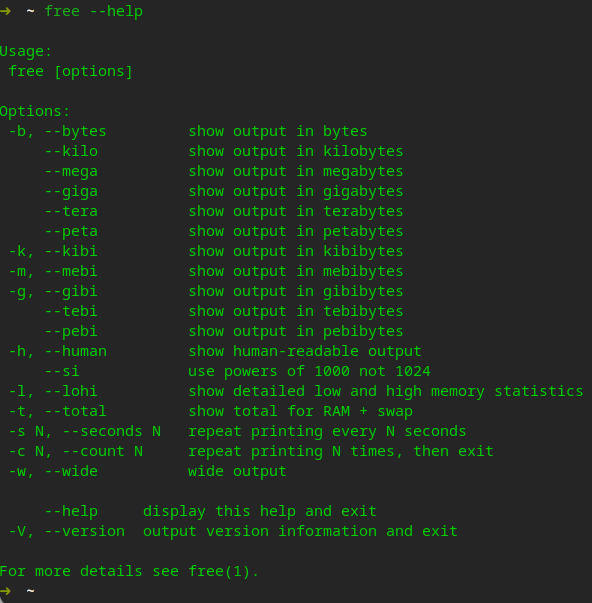 ➜  ~ free --help

Usage:
 free [options]

Options:
 -b, --bytes         show output in bytes
     --kilo          show output in kilobytes
     --mega          show output in megabytes
     --giga          show output in gigabytes
     --tera          show output in terabytes
     --peta          show output in petabytes
 -k, --kibi          show output in kibibytes
 -m, --mebi          show output in mebibytes
 -g, --gibi          show output in gibibytes
     --tebi          show output in tebibytes
     --pebi          show output in pebibytes
 -h, --human         show human-readable output
     --si            use powers of 1000 not 1024
 -l, --lohi          show detailed low and high memory statistics
 -t, --total         show total for RAM + swap
 -s N, --seconds N   repeat printing every N seconds
 -c N, --count N     repeat printing N times, then exit
 -w, --wide          wide output

     --help     display this help and exit
 -V, --version  output version information and exit

For more details see free(1).
➜  ~